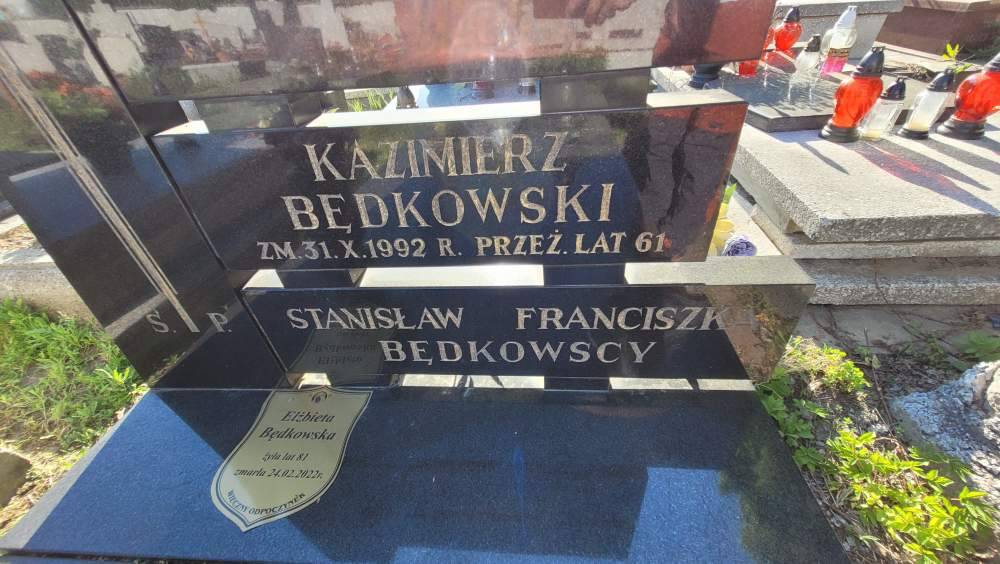 KAZIMIERZ
BĘDKOWSKI
ZM. 31. X. 1992 R. PRZEŻ. LAT 61
Ś. P.
STANISŁAW FRANCISZKA
BĘDKOWSCY
Elżbieta
Będkowska
żyła lat 81
zmarła 24.02.2022r.
WIECZNY ODPOCZYNEK